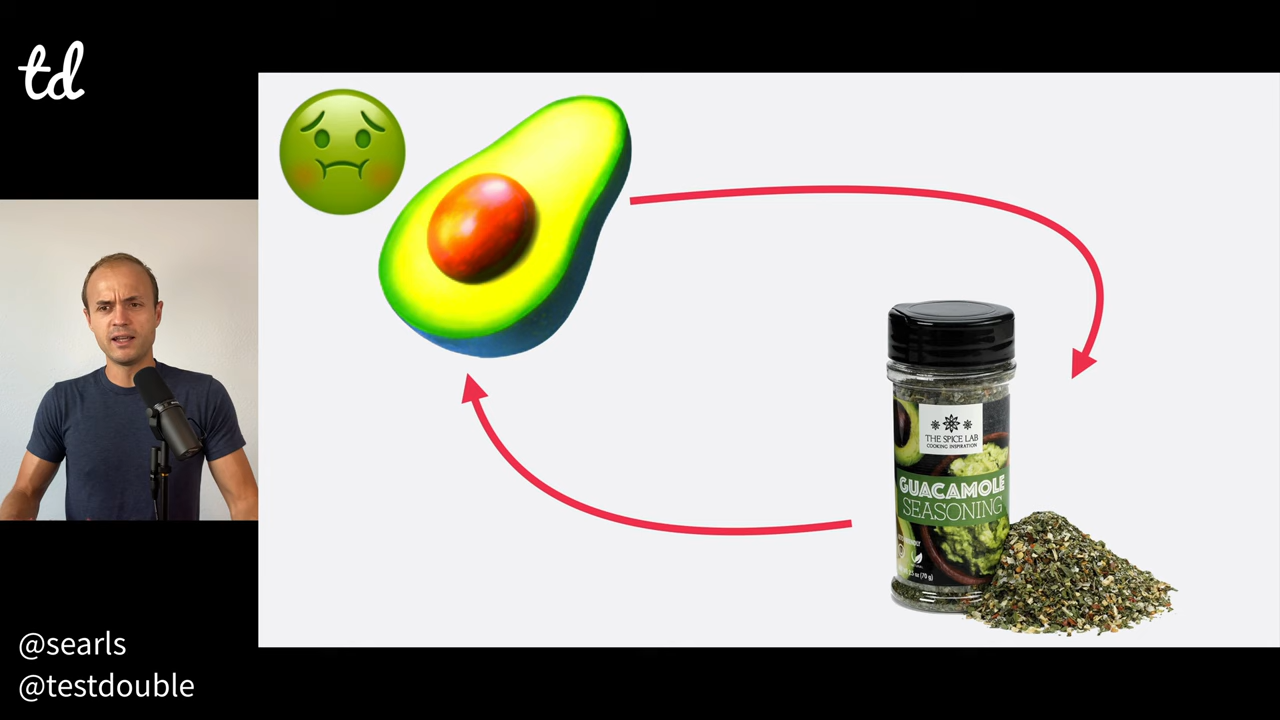 td
THE SPICE LAB
COOKING INSPIRATION
GUACAMOLE
SEASONING
@searls
@testdouble